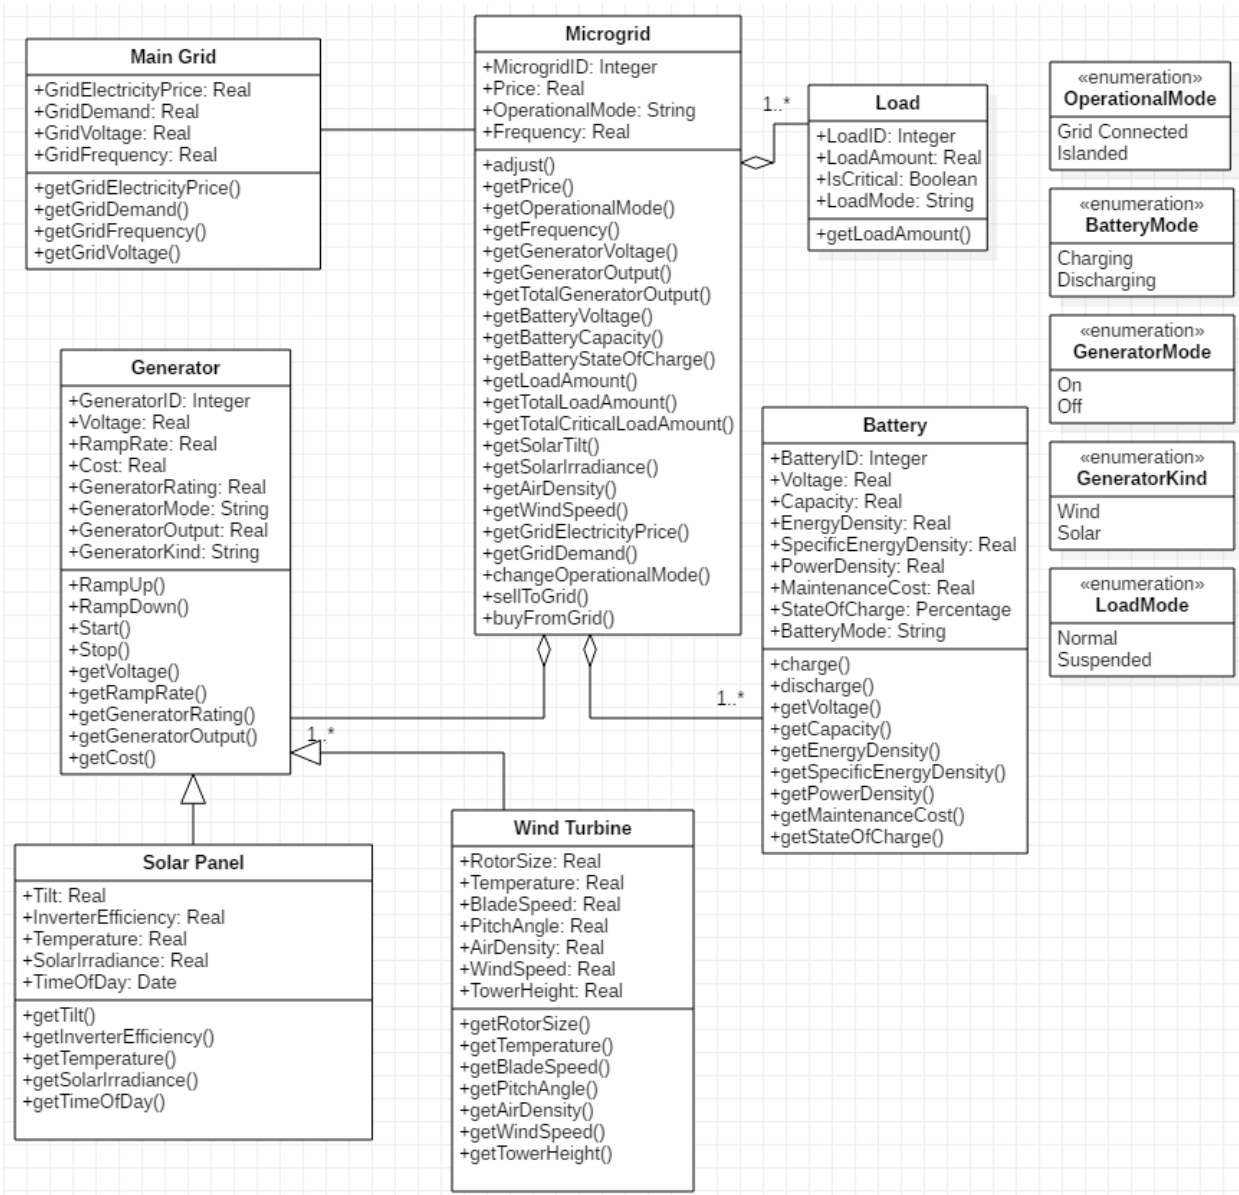 Main Grid
+GridElectricityPrice: Real
+GridDemand: Real
+GridVoltage: Real
+GridFrequency: Real
+getGridElectricityPrice()
+getGridDemand()
+getGridFrequency()
+getGridVoltage()
Microgrid
+MicrogridID: Integer
+Price: Real
+OperationalMode: String
+Frequency: Real
+adjust()
+getPrice()
+getOperationalMode()
+getFrequency()
+getGeneratorVoltage()
+getGeneratorOutput()
+getTotalGeneratorOutput()
+getBatteryVoltage()
+getBatteryCapacity()
+getBatteryStateOfCharge()
+getLoadAmount()
+getTotalLoadAmount()
+getTotalCriticalLoadAmount()
+getSolarTilt()
+getSolarIrradiance()
+getAirDensity()
+getWindSpeed()
+getGridElectricityPrice()
+getGridDemand()
+changeOperationalMode()
+sellToGrid()
+buyFromGrid()
1..*
Load
+LoadID: Integer
+LoadAmount: Real
+IsCritical: Boolean
+LoadMode: String
+getLoadAmount()
«enumeration»
OperationalMode
Grid Connected
Islanded
«enumeration»
BatteryMode
Charging
Discharging
«enumeration»
GeneratorMode
On
Off
«enumeration»
GeneratorKind
Wind
Solar
«enumeration»
LoadMode
Normal
Suspended
Generator
+GeneratorID: Integer
+Voltage: Real
+RampRate: Real
+Cost: Real
+GeneratorRating: Real
+GeneratorMode: String
+GeneratorOutput: Real
+GeneratorKind: String
+RampUp()
+RampDown()
+Start()
+Stop()
+getVoltage()
+getRampRate()
+getGeneratorRating()
+getGeneratorOutput()
+getCost()
1..*
1..*
Battery
+BatteryID: Integer
+Voltage: Real
+Capacity: Real
+EnergyDensity: Real
+SpecificEnergyDensity: Real
+PowerDensity: Real
+MaintenanceCost: Real
+StateOfCharge: Percentage
+BatteryMode: String
+charge()
+discharge()
+getVoltage()
+getCapacity()
+getEnergyDensity()
+getSpecificEnergyDensity()
+getPowerDensity()
+getMaintenanceCost()
+getStateOfCharge()
Solar Panel
+Tilt: Real
+InverterEfficiency: Real
+Temperature: Real
+SolarIrradiance: Real
+TimeOfDay: Date
+getTilt()
+getInverterEfficiency()
+getTemperature()
+getSolarIrradiance()
+getTimeOfDay()
Wind Turbine
+RotorSize: Real
+Temperature: Real
+BladeSpeed: Real
+PitchAngle: Real
+AirDensity: Real
+WindSpeed: Real
+TowerHeight: Real
+getRotorSize()
+getTemperature()
+getBladeSpeed()
+getPitchAngle()
+getAirDensity()
+getWindSpeed()
+getTowerHeight()